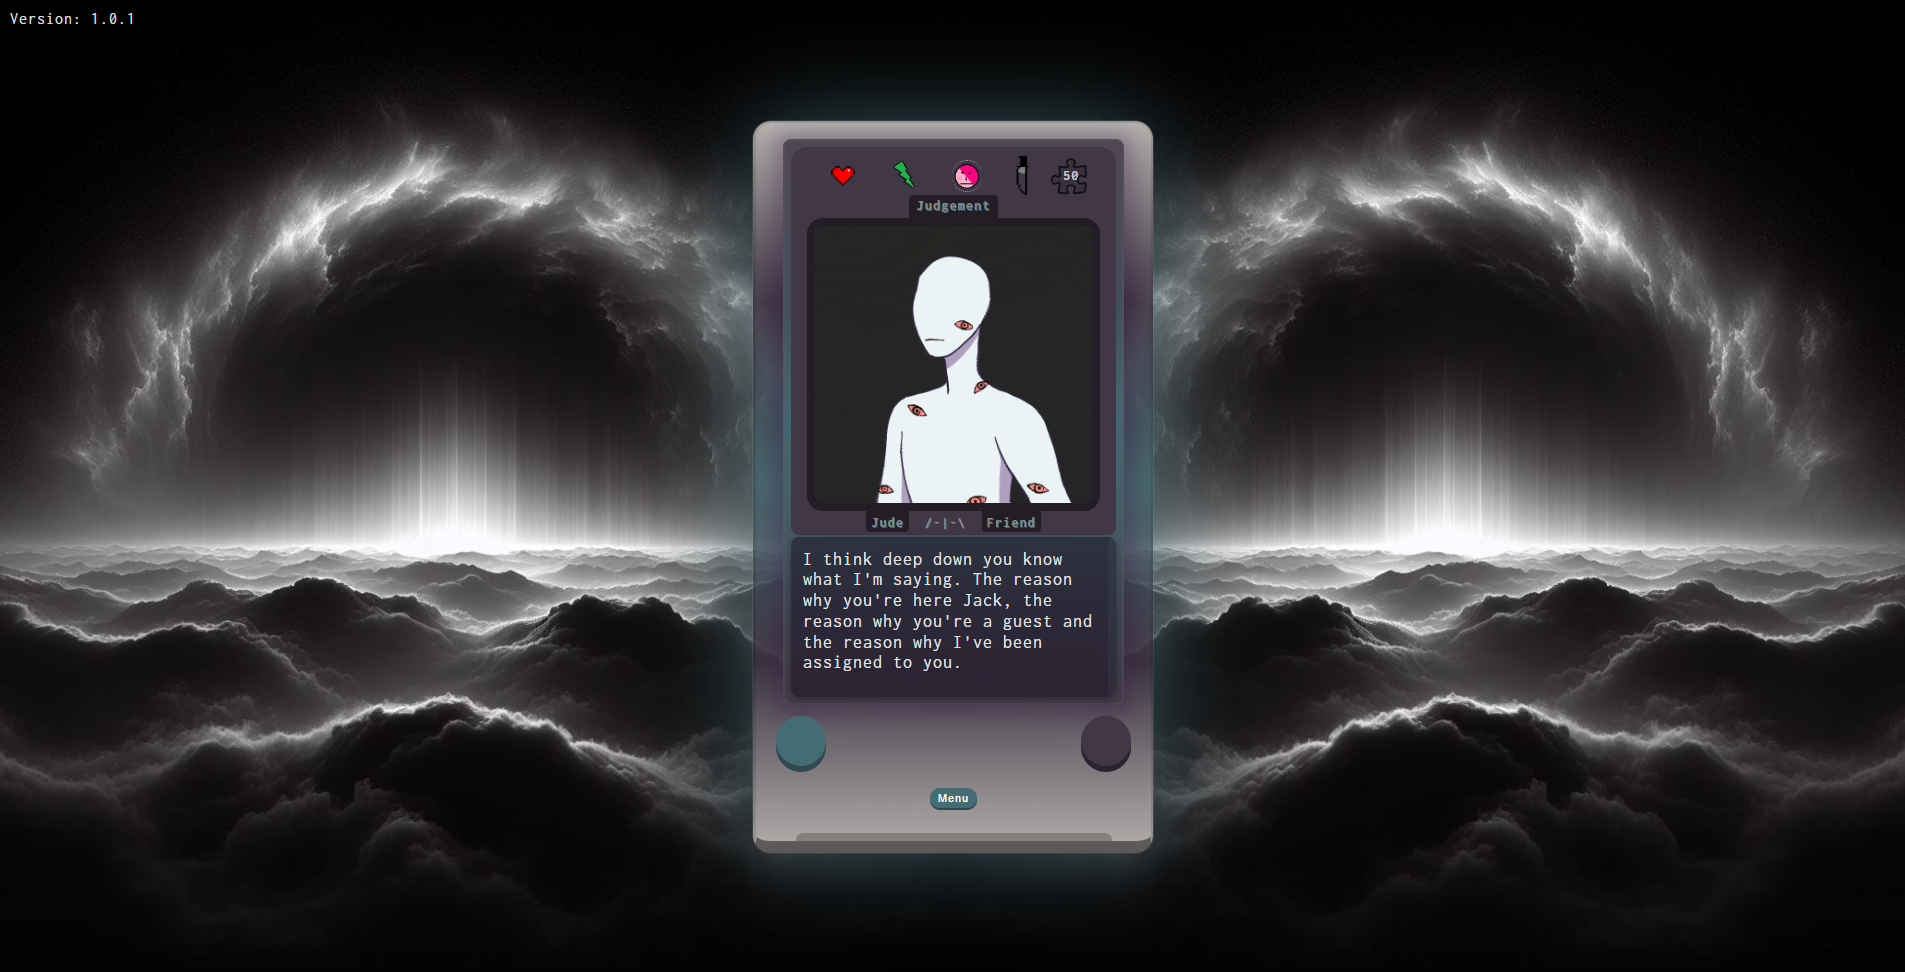 Version: 1.0.1
50
Judgement
Jude /-|-\ Friend
I think deep down you know
what I'm saying. The reason
why you're here Jack, the
reason why you're a guest and
the reason why I've been
assigned to you.
Menu